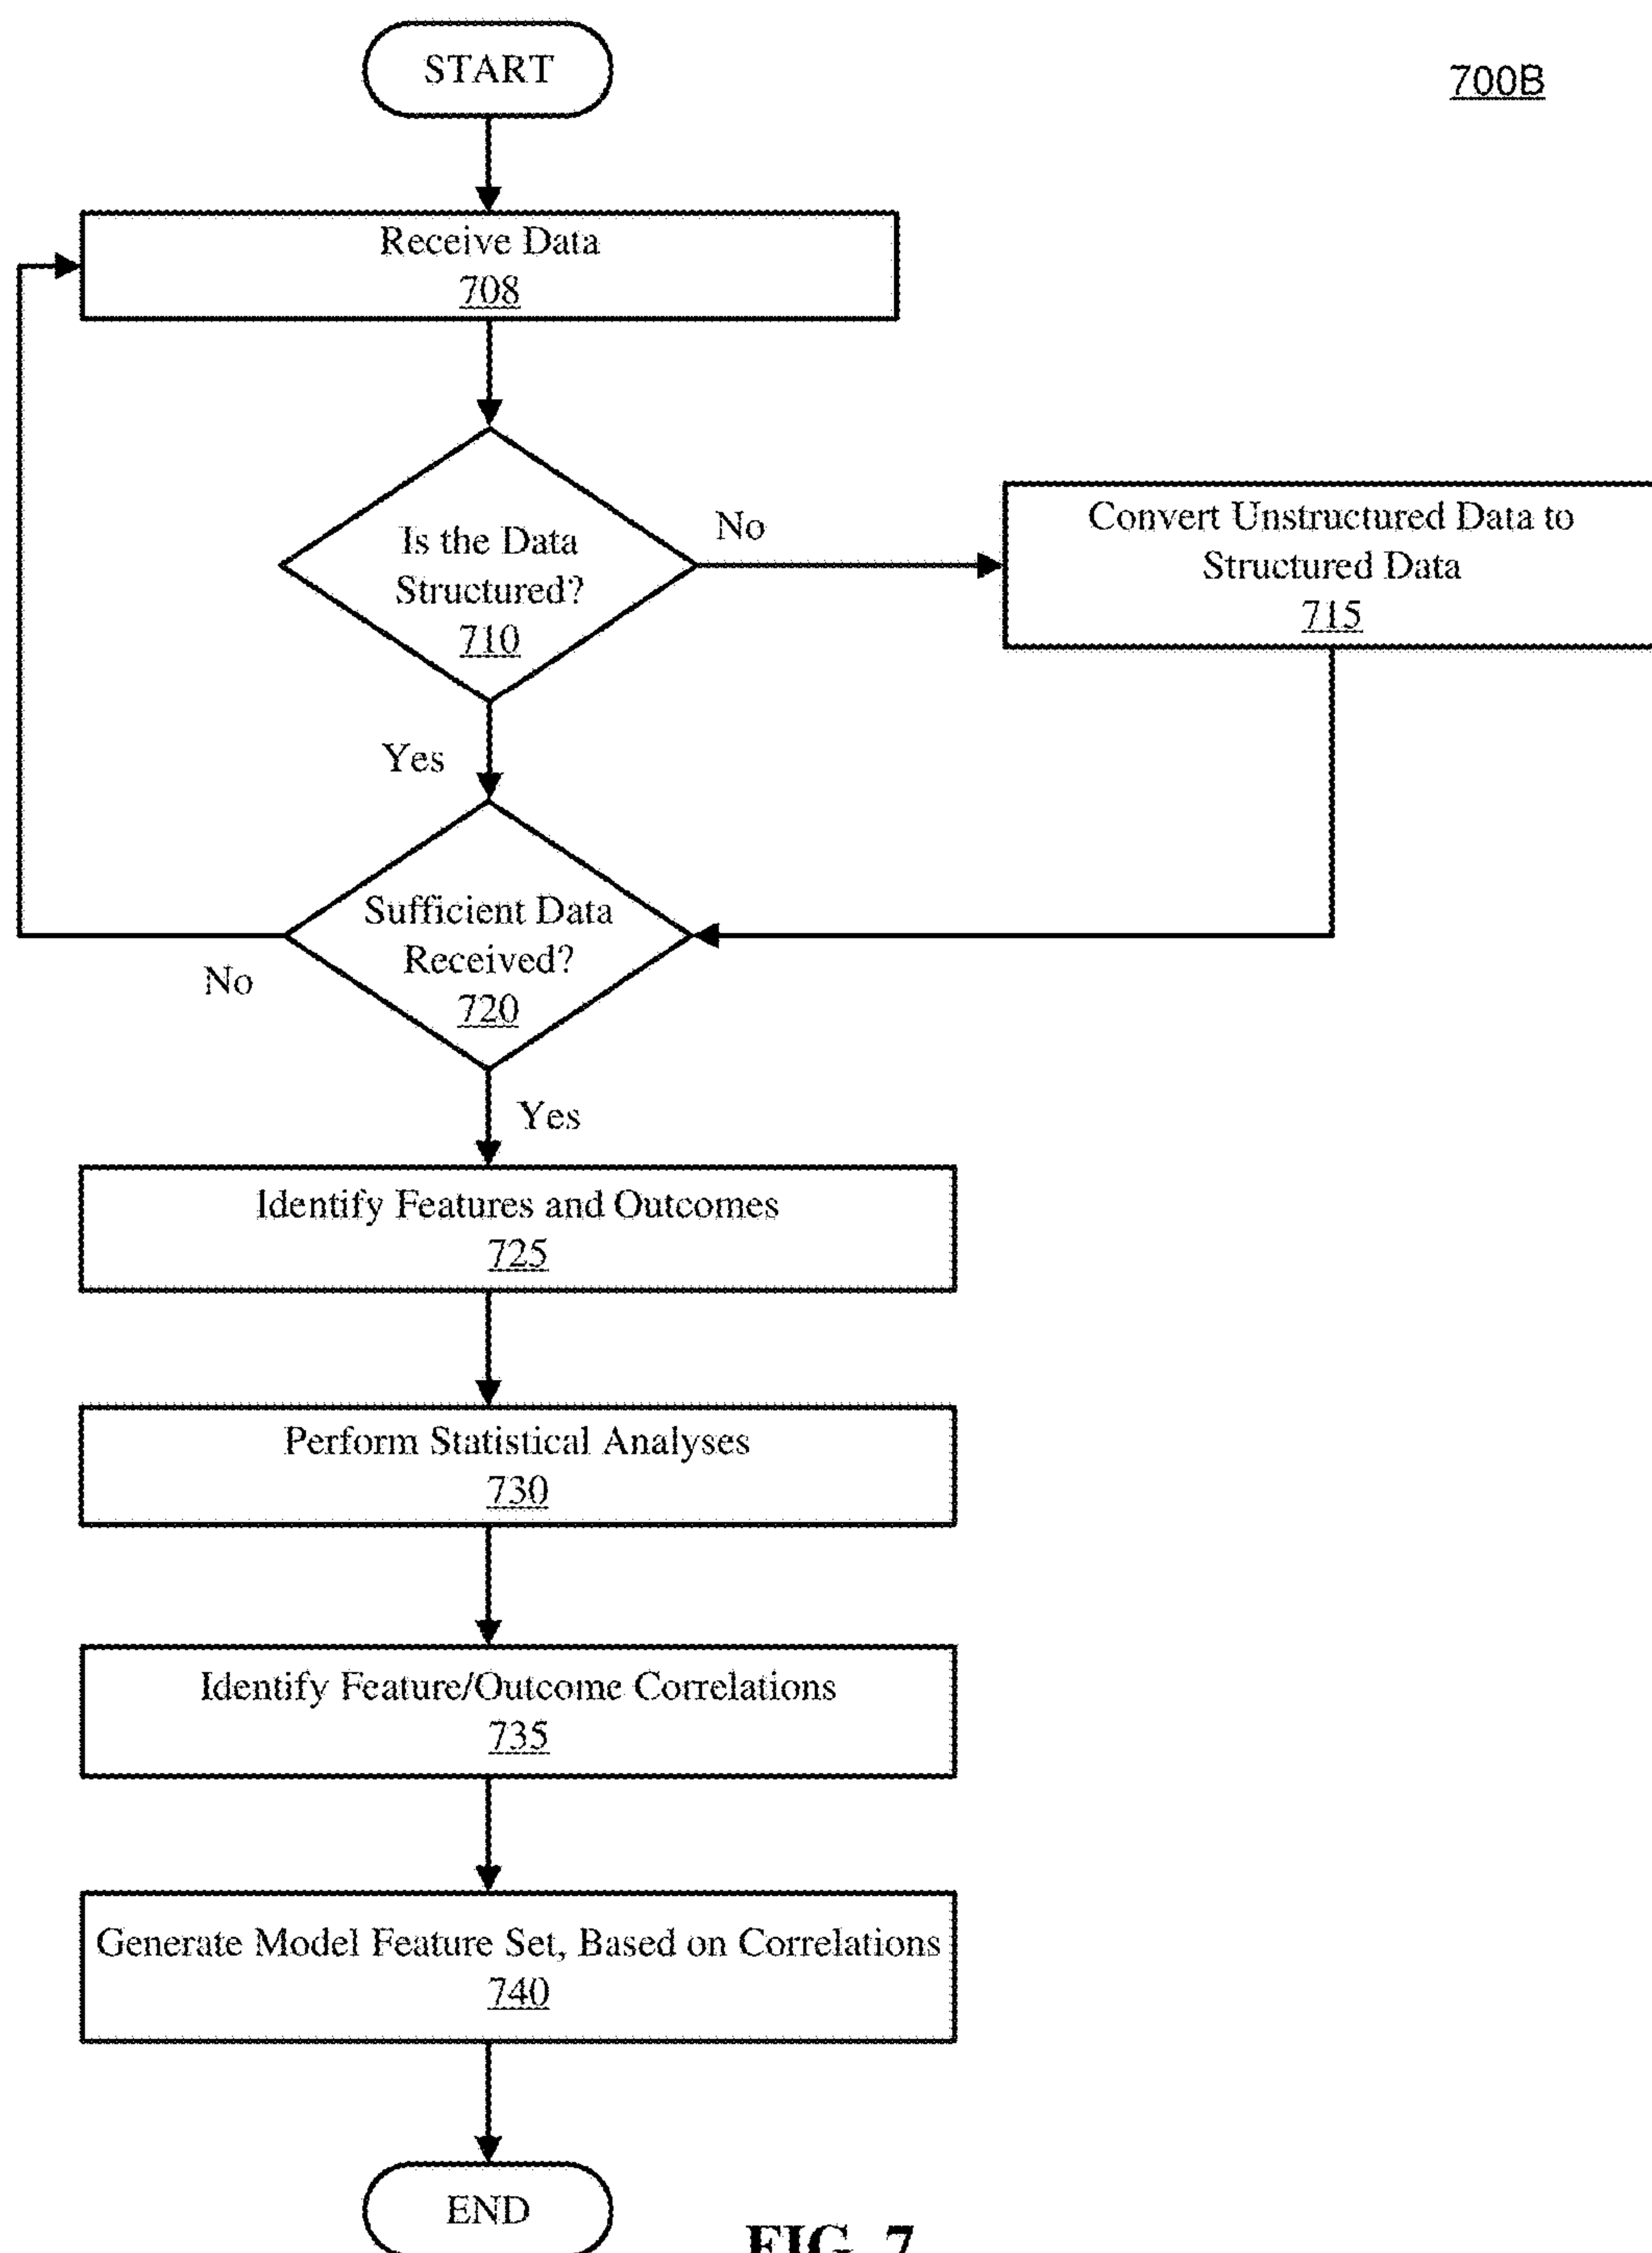 START
700B
Receive Data
708
Is the Data
Structured?
710
No
Convert Unstructured Data to
Structured Data
715
Yes
Sufficient Data
Received?
720
No
Yes
Identify Features and Outcomes
725
Perform Statistical Analyses
730
Identify Feature/Outcome Correlations
735
Generate Model Feature Set, Based on Correlations
740
END
FIG. 7